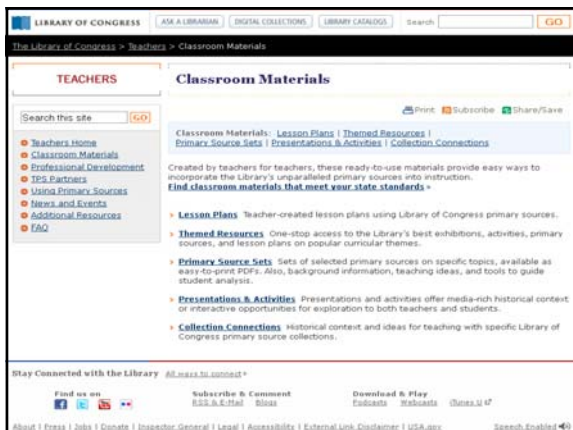 LIBRARY OF CONGRESS
ASK A LIBRARIAN
DIGITAL COLLECTIONS
LIBRARY CATALOGS
Search
GO
The Library of Congress > Teachers > Classroom Materials
TEACHERS
Search this site
GO
Teachers Home
Classroom Materials
Professional Development
TPS Partners
Using Primary Sources
News and Events
Additional Resources
FAQ
Classroom Materials
Print Subscribe Share/Save
Classroom Materials: Lesson Plans | Themed Resources |
Primary Source Sets | Presentations & Activities | Collection Connections
Created by teachers for teachers, these ready-to-use materials provide easy ways to
incorporate the Library's unparalleled primary sources into instruction.
Find classroom materials that meet your state standards »
Lesson Plans Teacher-created lesson plans using Library of Congress primary sources.
Themed Resources One-stop access to the Library's best exhibitions, activities, primary
sources, and lesson plans on popular curricular themes.
Primary Source Sets Sets of selected primary sources on specific topics, available as
easy-to-print PDFs. Also, background information, teaching ideas, and tools to guide
student analysis.
Presentations & Activities Presentations and activities offer media-rich historical context
or interactive opportunities for exploration to both teachers and students.
Collection Connections Historical context and ideas for teaching with specific Library of
Congress primary source collections.
Stay Connected with the Library All ways to connect »
Find us on
Subscribe & Comment
RSS & E-Mail Blogs
Download & Play
Podcasts Webcasts iTunes U
About | Press | Jobs | Donate | Inspector General | Legal | Accessibility | External Link Disclaimer | USA.gov
Speech Enabled